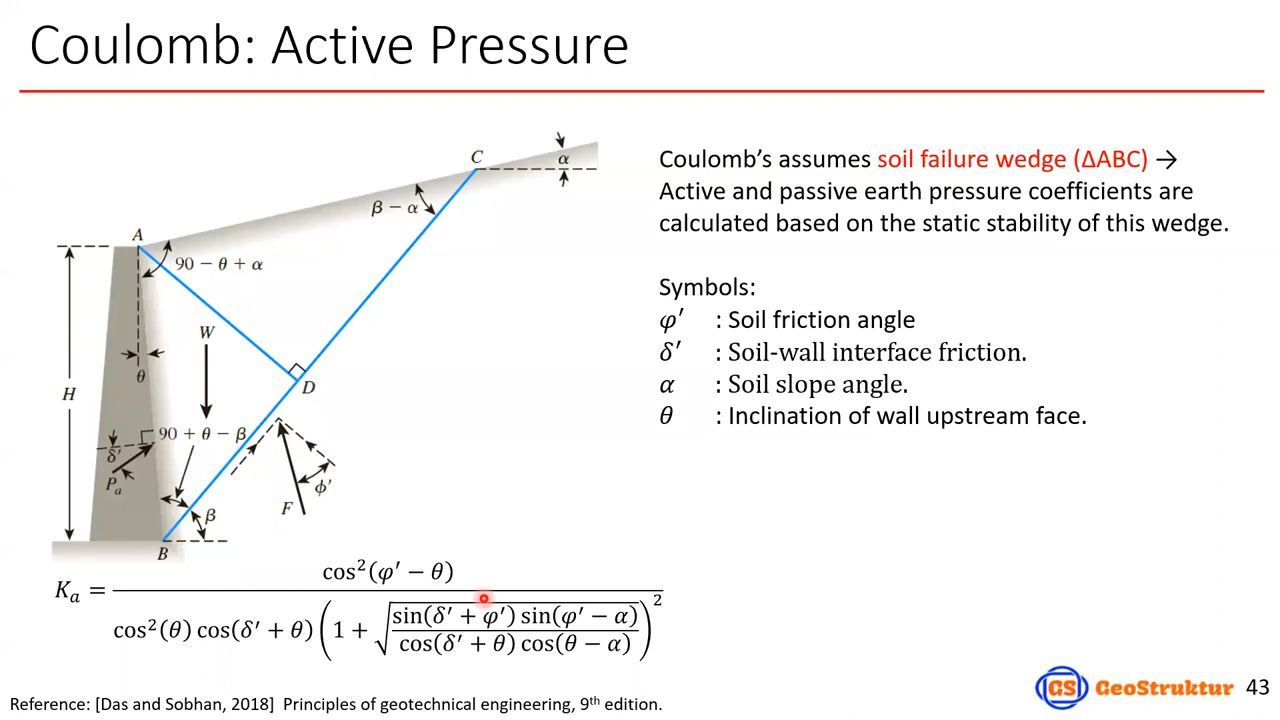 Coulomb: Active Pressure
C
α
β − α
A
90 − θ + α
W
θ
D
H
90 + θ − β
δ′
Pₐ
ϕ′
F
β
B
Coulomb's assumes soil failure wedge (ΔABC) →
Active and passive earth pressure coefficients are
calculated based on the static stability of this wedge.
Symbols:
φ′ : Soil friction angle
δ′ : Soil-wall interface friction.
α : Soil slope angle.
θ : Inclination of wall upstream face.
Kₐ = cos²(φ′ − θ) / cos²(θ) cos(δ′ + θ) (1 + √(sin(δ′ + φ′) sin(φ′ − α) / cos(δ′ + θ) cos(θ − α)))²
GS GeoStruktur 43
Reference: [Das and Sobhan, 2018] Principles of geotechnical engineering, 9th edition.